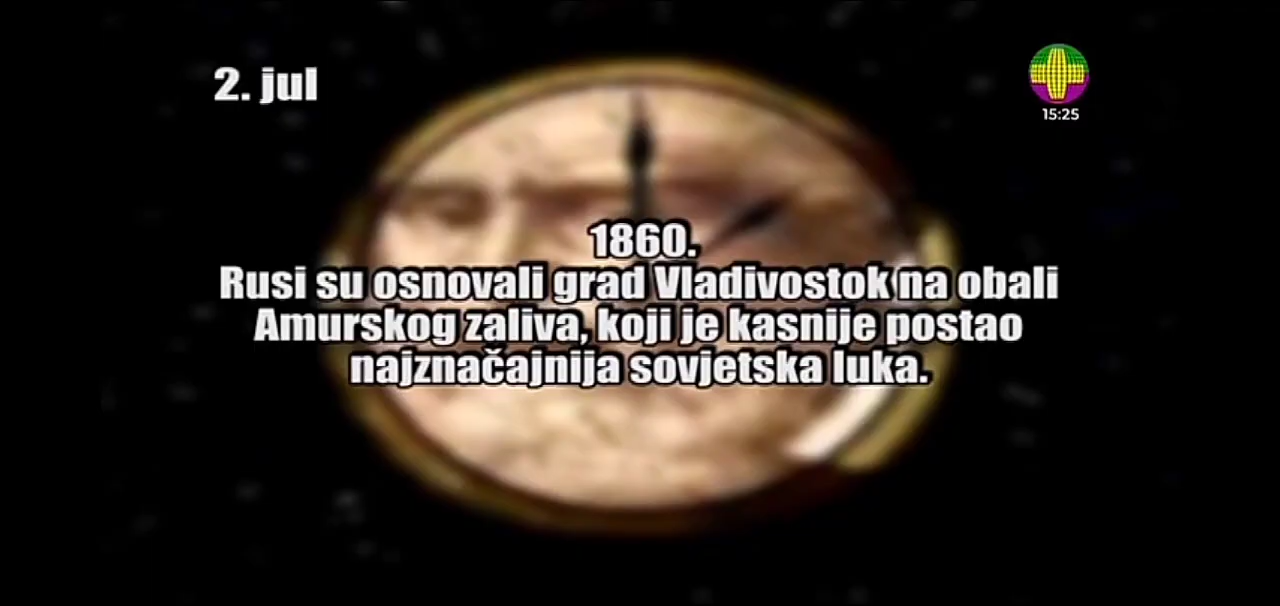 2. jul
15:25
1860.
Rusi su osnovali grad Vladivostok na obali
Amurskog zaliva, koji je kasnije postao
najznačajnija sovjetska luka.